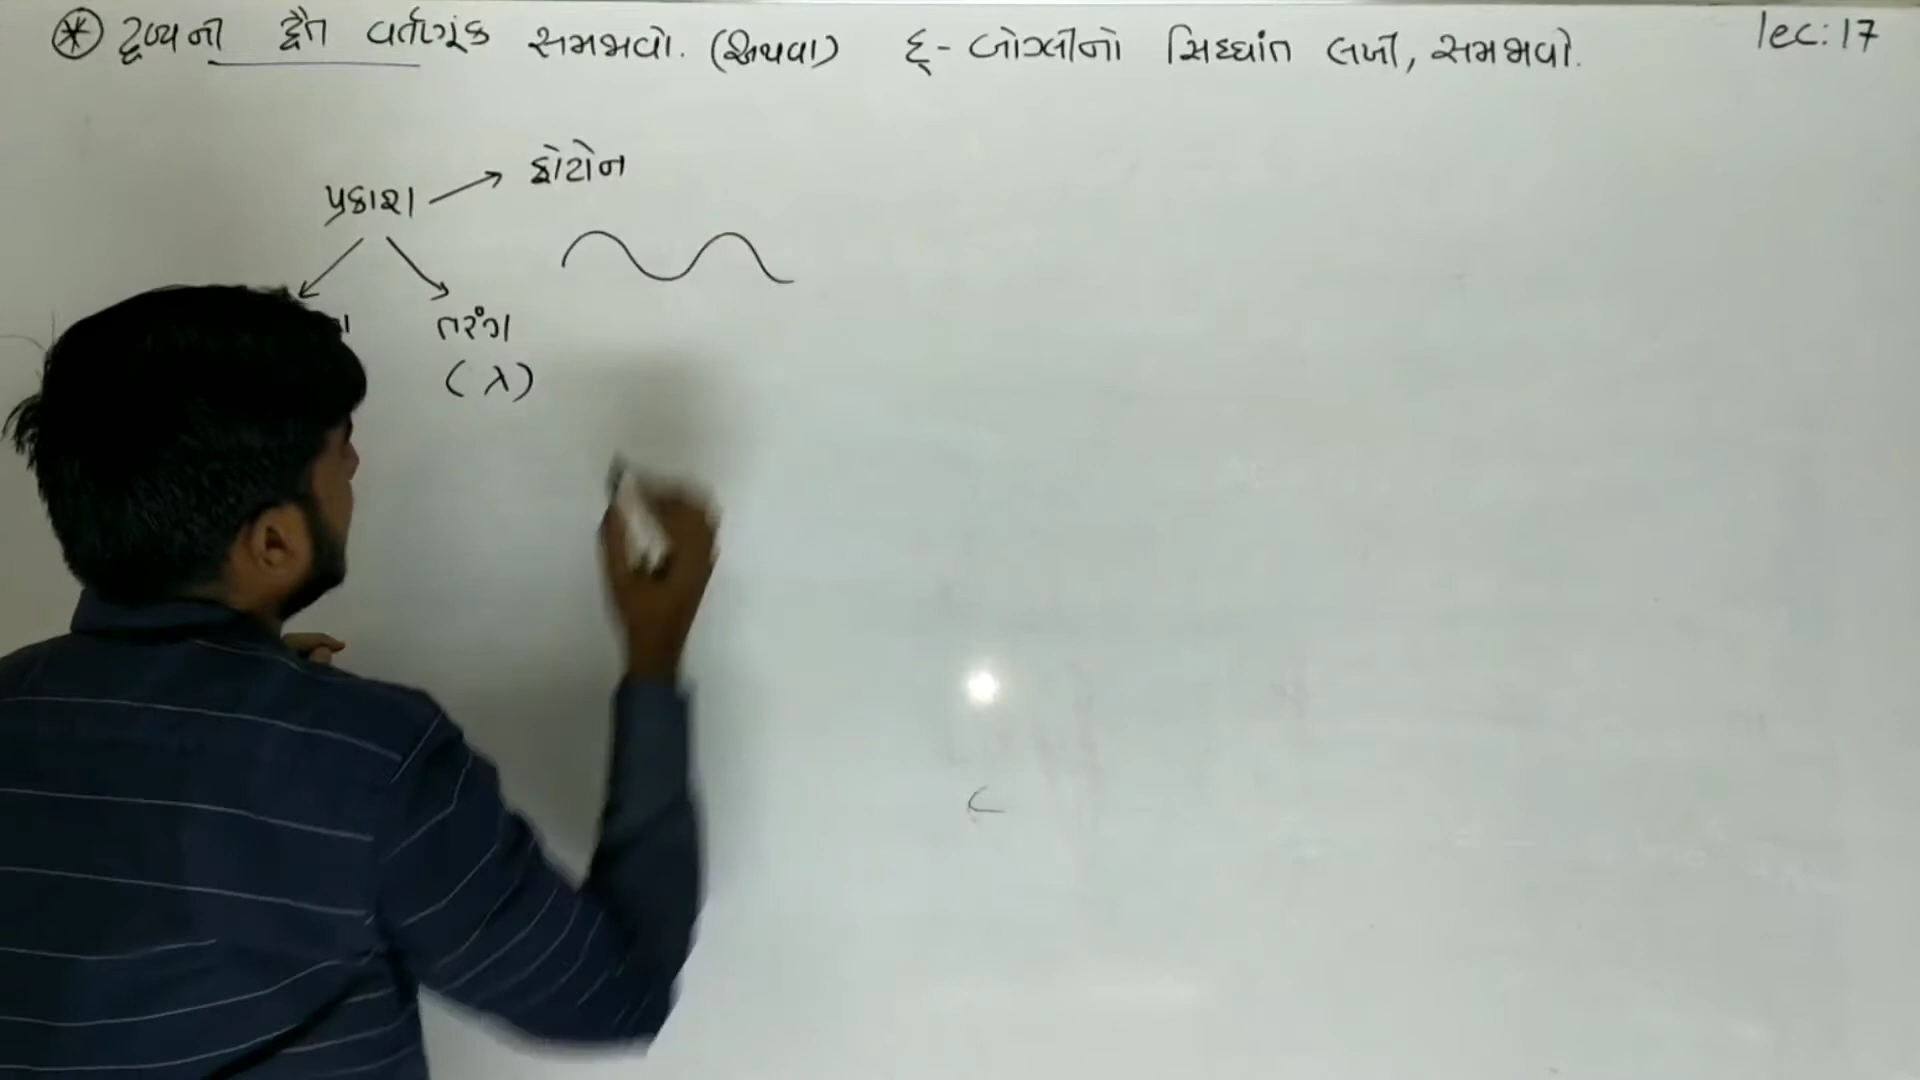 * દ્રવ્યની દ્વૈત વર્તણૂંક સમજાવો. (અથવા) દ્-બ્રોગ્લીનો સિદ્ધાંત લખી, સમજાવો.
lec: 17
પ્રકાશ → ફોટોન
તરંગ
(λ)